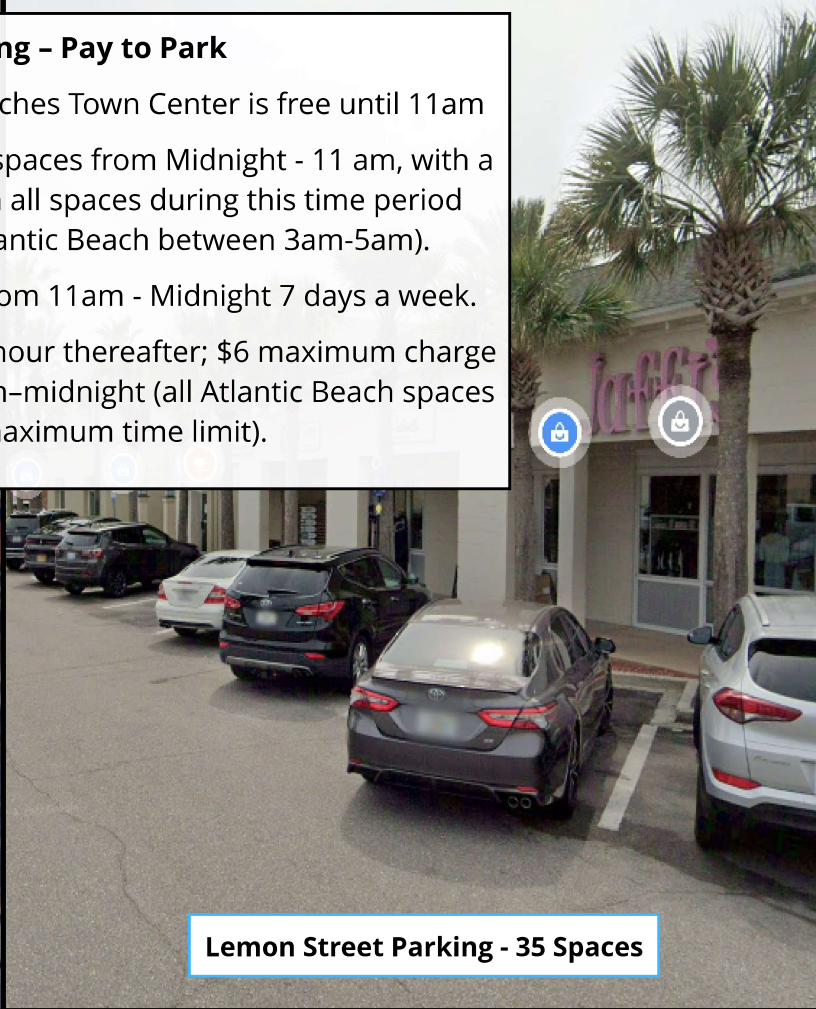 ng – Pay to Park
ches Town Center is free until 11am
spaces from Midnight - 11 am, with a
all spaces during this time period
antic Beach between 3am-5am).
om 11am - Midnight 7 days a week.
hour thereafter; $6 maximum charge
–midnight (all Atlantic Beach spaces
aximum time limit).
jaffi's
Lemon Street Parking - 35 Spaces